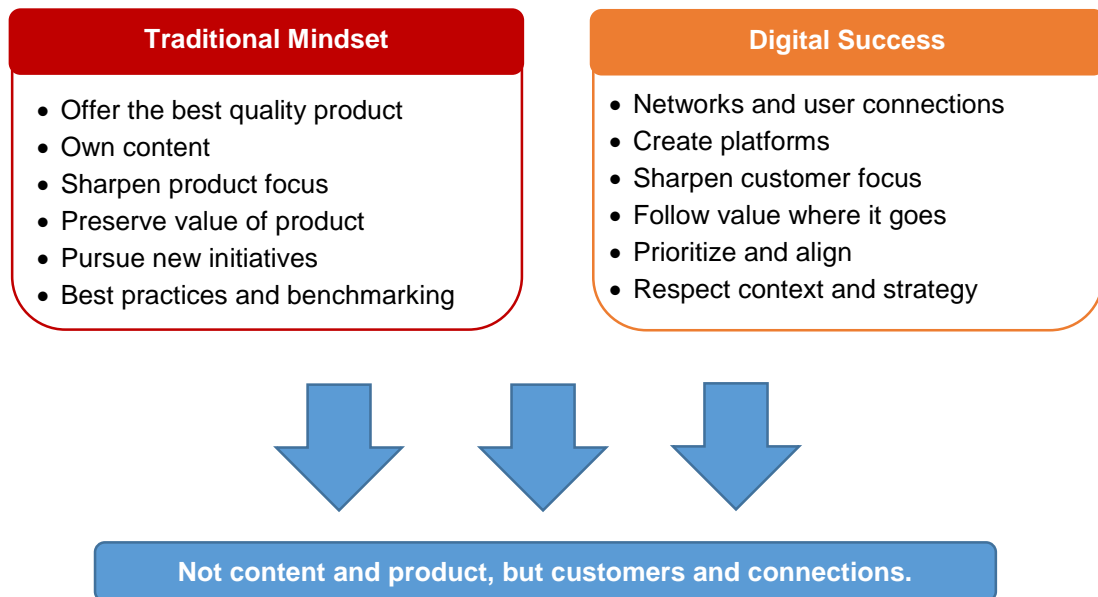 Traditional Mindset
• Offer the best quality product
• Own content
• Sharpen product focus
• Preserve value of product
• Pursue new initiatives
• Best practices and benchmarking
Digital Success
• Networks and user connections
• Create platforms
• Sharpen customer focus
• Follow value where it goes
• Prioritize and align
• Respect context and strategy
Not content and product, but customers and connections.